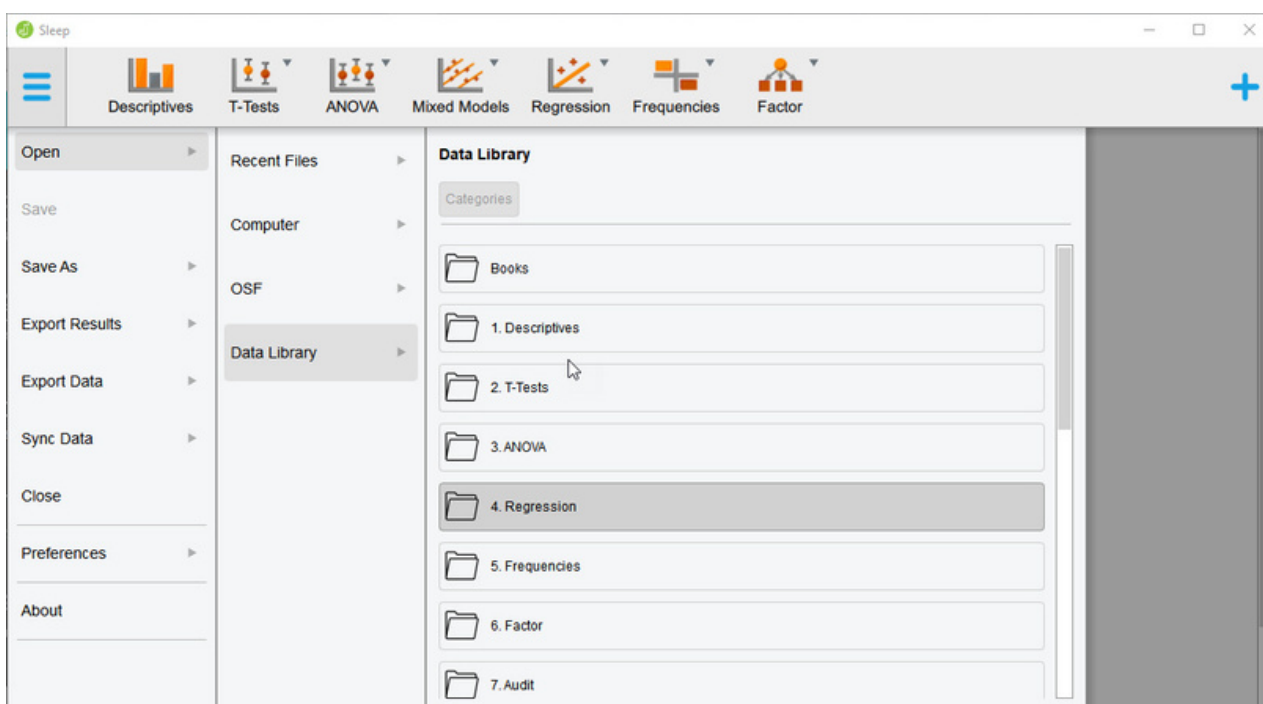 Sleep
Descriptives
T-Tests
ANOVA
Mixed Models
Regression
Frequencies
Factor
Open
Save
Save As
Export Results
Export Data
Sync Data
Close
Preferences
About
Recent Files
Computer
OSF
Data Library
Data Library
Categories
Books
1. Descriptives
2. T-Tests
3. ANOVA
4. Regression
5. Frequencies
6. Factor
7. Audit